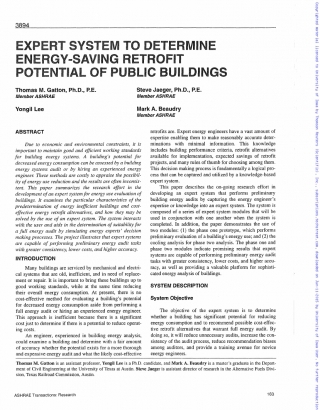 3894
EXPERT SYSTEM TO DETERMINE
ENERGY-SAVING RETROFIT
POTENTIAL OF PUBLIC BUILDINGS
Thomas M. Gatton, Ph.D., P.E.
Member ASHRAE
Steve Jaeger, Ph.D., P.E.
Yongli Lee
Mark A. Beaudry
Member ASHRAE
ABSTRACT
Due to economic and environmental constraints, it is
important to maintain good and efficient working standards
for building energy systems. A building's potential for
decreased energy consumption can be assessed by a building
energy systems audit or by hiring an experienced energy
engineer. These methods are costly to appraise the possibil-
ity of energy use reduction and the results are often inconsis-
tent. This paper summarizes the research effort in the
development of an expert system for energy use evaluation of
buildings. It examines the particular characteristics of the
predetermination of energy inefficient buildings and cost-
effective energy retrofit alternatives, and how they may be
solved by the use of an expert system. The system interacts
with the user and aids in the determination of suitability for
a full energy audit by emulating energy experts' decision
making processes. The project illustrates that expert systems
are capable of performing preliminary energy audit tasks
with greater consistency, lower costs, and higher accuracy.
INTRODUCTION
Many buildings are serviced by mechanical and electri-
cal systems that are old, inefficient, and in need of replace-
ment or repair. It is important to bring these buildings up to
good working standards, while at the same time reducing
their overall energy consumption. At present, there is no
cost-effective method for evaluating a building's potential
for decreased energy consumption aside from performing a
full energy audit or hiring an experienced energy engineer.
This approach is inefficient because there is a significant
cost just to determine if there is a potential to reduce operat-
ing costs.
An engineer, experienced in building energy analysis,
could examine a building and determine with a fair amount
of accuracy whether the potential exists for a more thorough
and expensive energy audit and what the likely cost-effective
retrofits are. Expert energy engineers have a vast amount of
expertise enabling them to make reasonably accurate deter-
minations with minimal information. This knowledge
includes building performance criteria, retrofit alternatives
available for implementation, expected savings of retrofit
projects, and many rules of thumb for choosing among them.
This decision making process is fundamentally a logical pro-
cess that can be captured and utilized by a knowledge-based
expert system.
This paper describes the on-going research effort in
developing an expert system that performs preliminary
building energy audits by capturing the energy engineer's
expertise or knowledge into an expert system. The system is
composed of a series of expert system modules that will be
used in conjunction with one another when the system is
completed. In addition, the paper demonstrates the use of
two modules: (1) the phase one prototype, which performs
preliminary evaluation of a building's energy use; and (2) the
cooling analysis for phase two analysis. The phase one and
phase two modules indicate promising results that expert
systems are capable of performing preliminary energy audit
tasks with greater consistency, lower costs, and higher accu-
racy, as well as providing a valuable platform for sophisti-
cated energy analysis of buildings.
SYSTEM DESCRIPTION
System Objective
The objective of the expert system is to determine
whether a building has significant potential for reducing
energy consumption and to recommend possible cost-effec-
tive retrofit alternatives that warrant full energy audit. By
doing so, it will reduce unnecessary audits, increase the con-
sistency of the audit process, reduce recommendation biases
among auditors, and provide a training avenue for novice
energy engineers.
Thomas M. Gatton is an assistant professor, Yongli Lee is a Ph.D. candidate, and Mark A. Beaudry is a master's graduate in the Depart-
ment of Civil Engineering at the University of Texas at Austin. Steve Jaeger is assistant director of research in the Alternative Fuels Divi-
sion, Texas Railroad Commission, Austin.
ASHRAE Transactions: Research
183